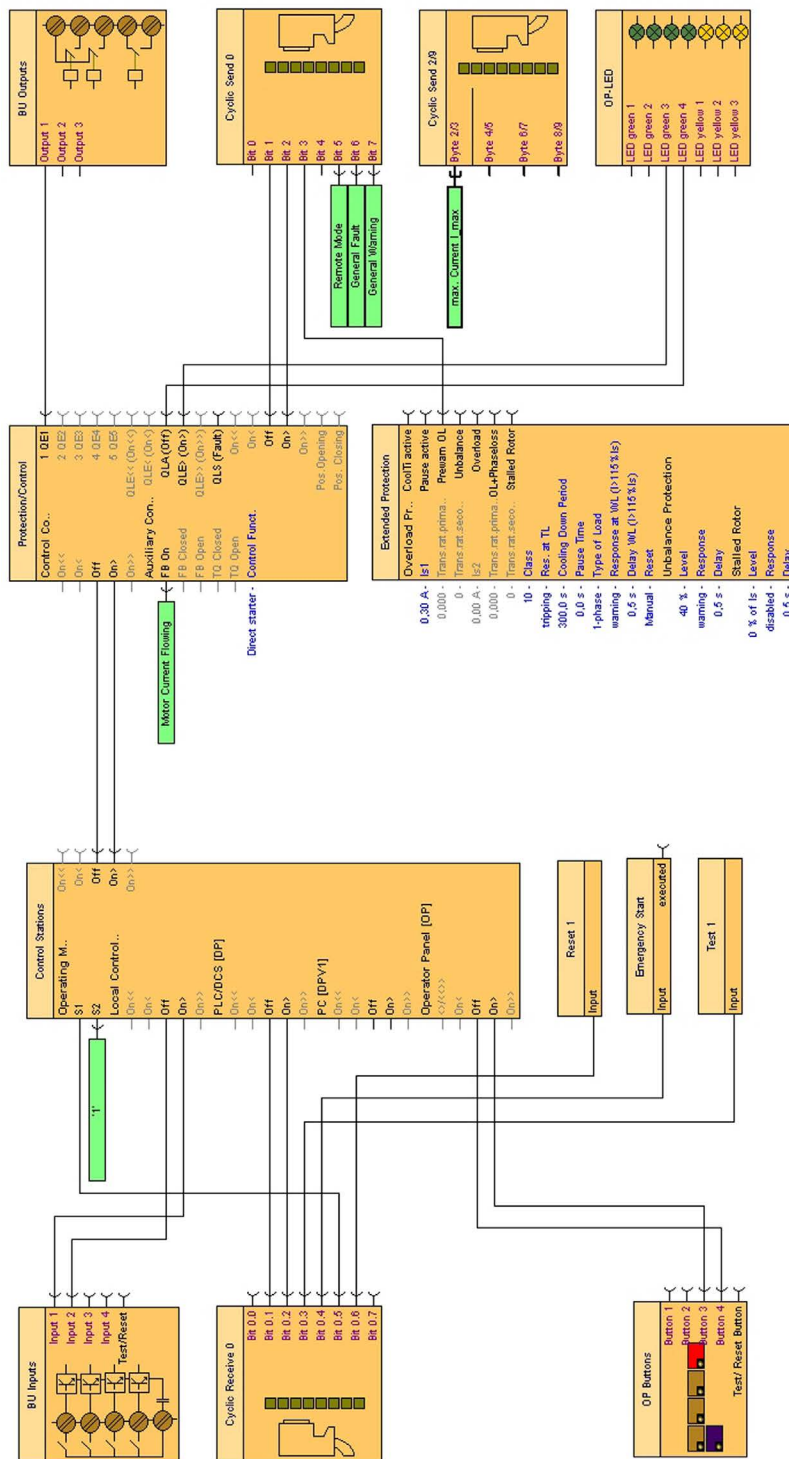 BU Inputs
Input 1
Input 2
Input 3
Input 4
Test/Reset
Cyclic Receive 0
Bit 0.0
Bit 0.1
Bit 0.2
Bit 0.3
Bit 0.4
Bit 0.5
Bit 0.6
Bit 0.7
OP Buttons
Button 1
Button 2
Button 3
Button 4
Test/ Reset Button
'1'
Control Stations
Operating M..
S1
S2
Local Control..
On<<
On<
Off
On>
On>>
PLC/DCS [DP]
On<<
On<
Off
On>
On>>
PC [DPV1]
On<<
On<
Off
On>
On>>
Operator Panel [OP]
<>/<<>>
On<
Off
On>
On>>
On<<
On<
Off
On>
On>>
Reset 1
Input
Emergency Start
Input
executed
Test 1
Input
Motor Current Flowing
Protection/Control
Control Co..
On<<
On<
Off
On>
On>>
Auxiliary Con..
FB On
FB Closed
FB Open
TQ Closed
TQ Open
Direct starter - Control Funct.
1 QE1
2 QE2
3 QE3
4 QE4
5 QE5
QLE<< (On<<)
QLE< (On<)
QLA (Off)
QLE> (On>)
QLE>> (On>>)
QLS (Fault)
On<<
On<
Off
On>
On>>
Pos.Opening
Pos. Closing
Extended Protection
Overload Pr.. CoolTi active
0,30 A - Is1 Pause active
0,000 - Trans.rat.prima.. Prewarn OL
0 - Trans.rat.seco.. Unbalance
0,00 A - Is2 Overload
0,000 - Trans.rat.prima.. OL+Phaseloss
0 - Trans.rat.seco.. Stalled Rotor
10 - Class
tripping - Res. at TL
300,0 s - Cooling Down Period
0,0 s - Pause Time
1-phase - Type of Load
warning - Response at WL (I>115%Is)
0,5 s - Delay WL (I>115%Is)
Manual - Reset
Unbalance Protection
40 % - Level
warning - Response
0,5 s - Delay
Stalled Rotor
0 % of Is - Level
disabled - Response
0,5 s - Delay
BU Outputs
Output 1
Output 2
Output 3
Cyclic Send 0
Bit 0
Bit 1
Bit 2
Bit 3
Bit 4
Bit 5
Bit 6
Bit 7
Remote Mode
General Fault
General Warning
Cyclic Send 2/9
Byte 2/3
Byte 4/5
Byte 6/7
Byte 8/9
max. Current I_max
OP-LED
LED green 1
LED green 2
LED green 3
LED green 4
LED yellow 1
LED yellow 2
LED yellow 3